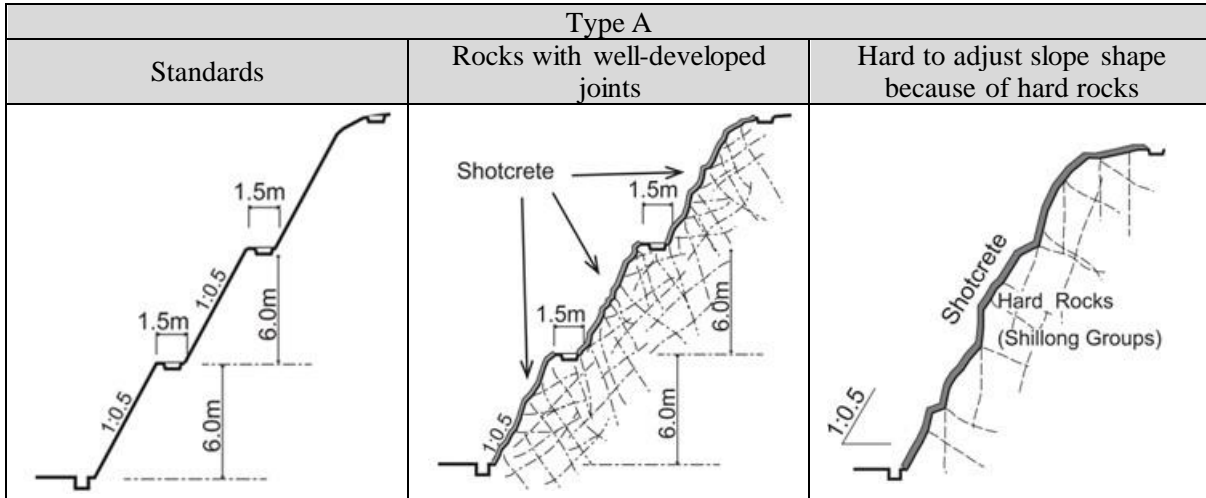 Type A
Standards
Rocks with well-developed
joints
Hard to adjust slope shape
because of hard rocks
1.5m
1:0.5
6.0m
1.5m
1:0.5
6.0m
Shotcrete
1.5m
6.0m
1.5m
1:0.5
6.0m
Shotcrete
Hard Rocks
(Shillong Groups)
1:0.5